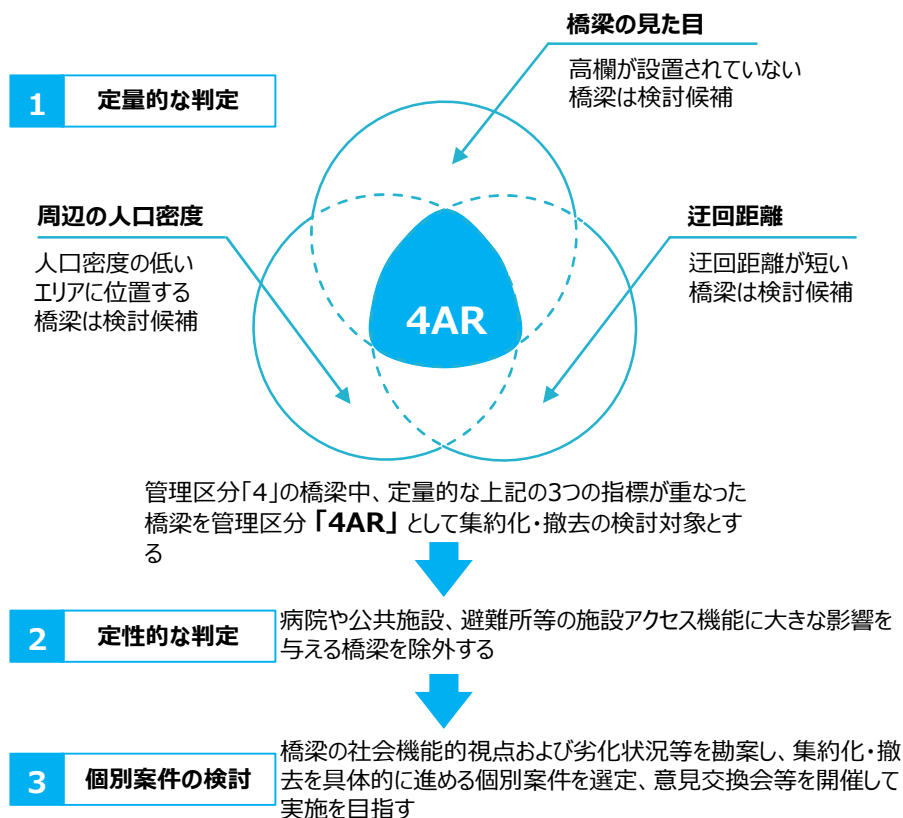 橋梁の見た目
高欄が設置されていない
橋梁は検討候補
1 定量的な判定
周辺の人口密度
人口密度の低い
エリアに位置する
橋梁は検討候補
迂回距離
迂回距離が短い
橋梁は検討候補
4AR
管理区分「4」の橋梁中、定量的な上記の3つの指標が重なった
橋梁を管理区分「4AR」として集約化・撤去の検討対象とす
る
2 定性的な判定
病院や公共施設、避難所等の施設アクセス機能に大きな影響を
与える橋梁を除外する
3 個別案件の検討
橋梁の社会機能的視点および劣化状況等を勘案し、集約化・撤
去を具体的に進める個別案件を選定、意見交換会等を開催して
実施を目指す